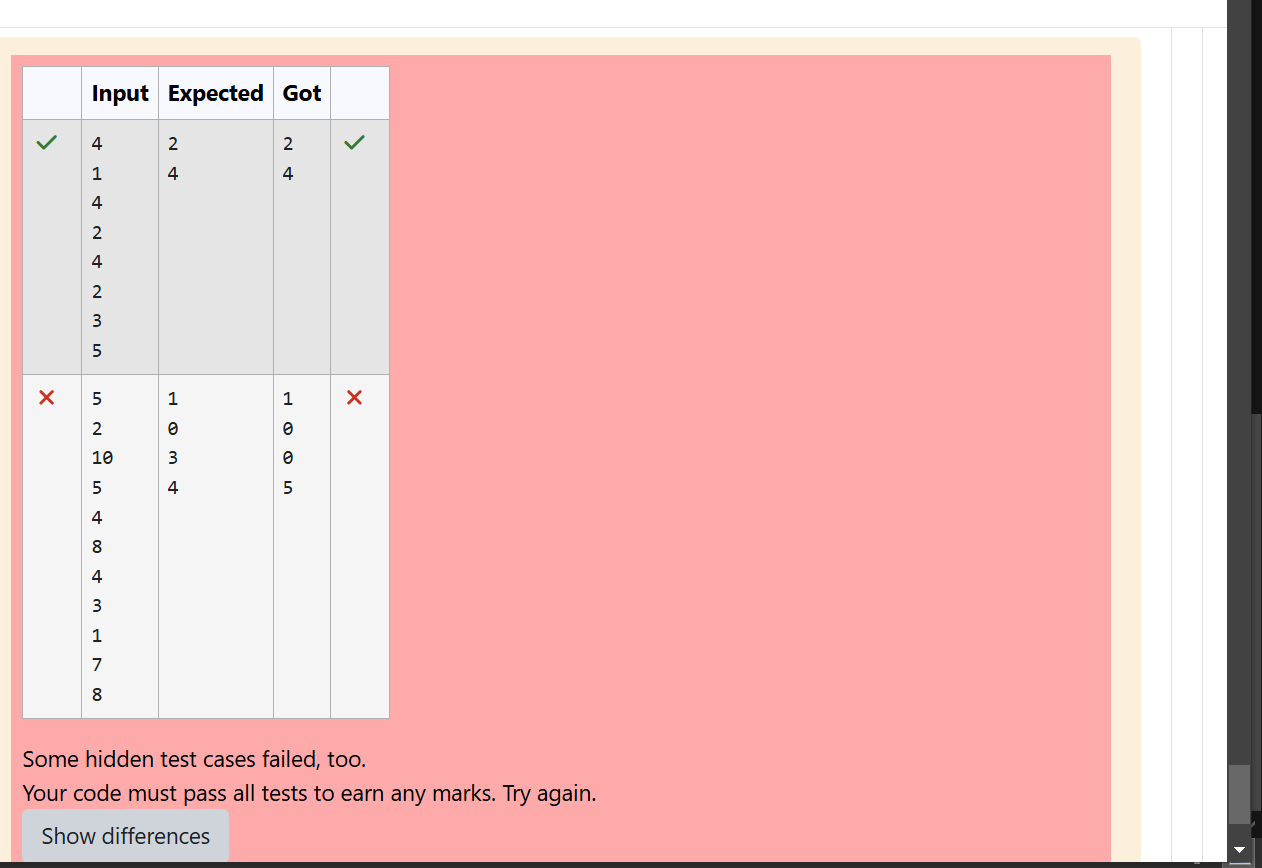 Input Expected Got
4 2 2
1 4 4
4
2
4
2
3
5
5 1 1
2 0 0
10 3 0
5 4 5
4
8
4
3
1
7
8
Some hidden test cases failed, too.
Your code must pass all tests to earn any marks. Try again.
Show differences